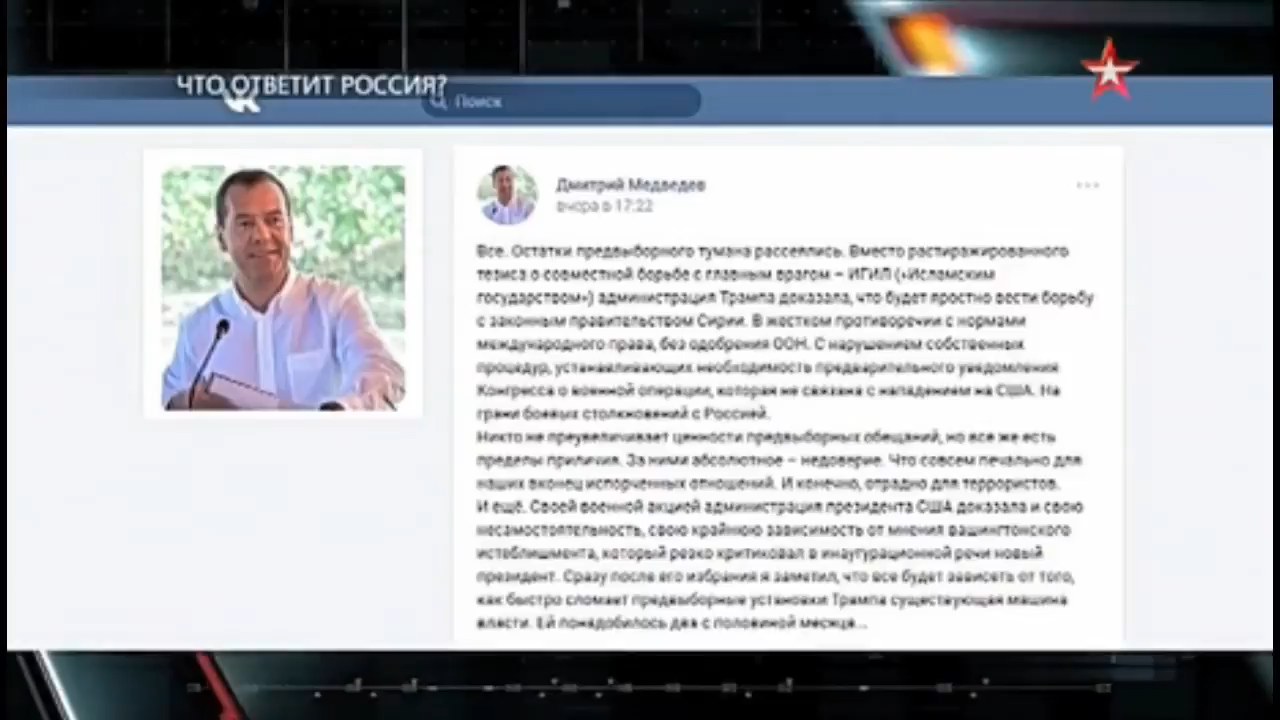 ЧТО ОТВЕТИТ РОССИЯ?
Поиск
Дмитрий Медведев
вчера в 17:22
Все. Остатки предвыборного тумана рассеялись. Вместо растиражированного
тезиса о совместной борьбе с главным врагом – ИГИЛ («Исламским
государством») администрация Трампа доказала, что будет яростно вести борьбу
с законным правительством Сирии. В жестком противоречии с нормами
международного права, без одобрения ООН. С нарушением собственных
процедур, устанавливающих необходимость предварительного уведомления
Конгресса о военной операции, которая не связана с нападением на США. На
грани боевых столкновений с Россией.
Никто не преувеличивает ценности предвыборных обещаний, но все же есть
пределы приличия. За ними абсолютное – недоверие. Что совсем печально для
наших вконец испорченных отношений. И конечно, отрадно для террористов.
И ещё. Своей военной акцией администрация президента США доказала и свою
несамостоятельность, свою крайнюю зависимость от мнения вашингтонского
истеблишмента, который резко критиковал в инаугурационной речи новый
президент. Сразу после его избрания я заметил, что все будет зависеть от того,
как быстро сломает предвыборные установки Трампа существующая машина
власти. Ей понадобилось два с половиной месяца...